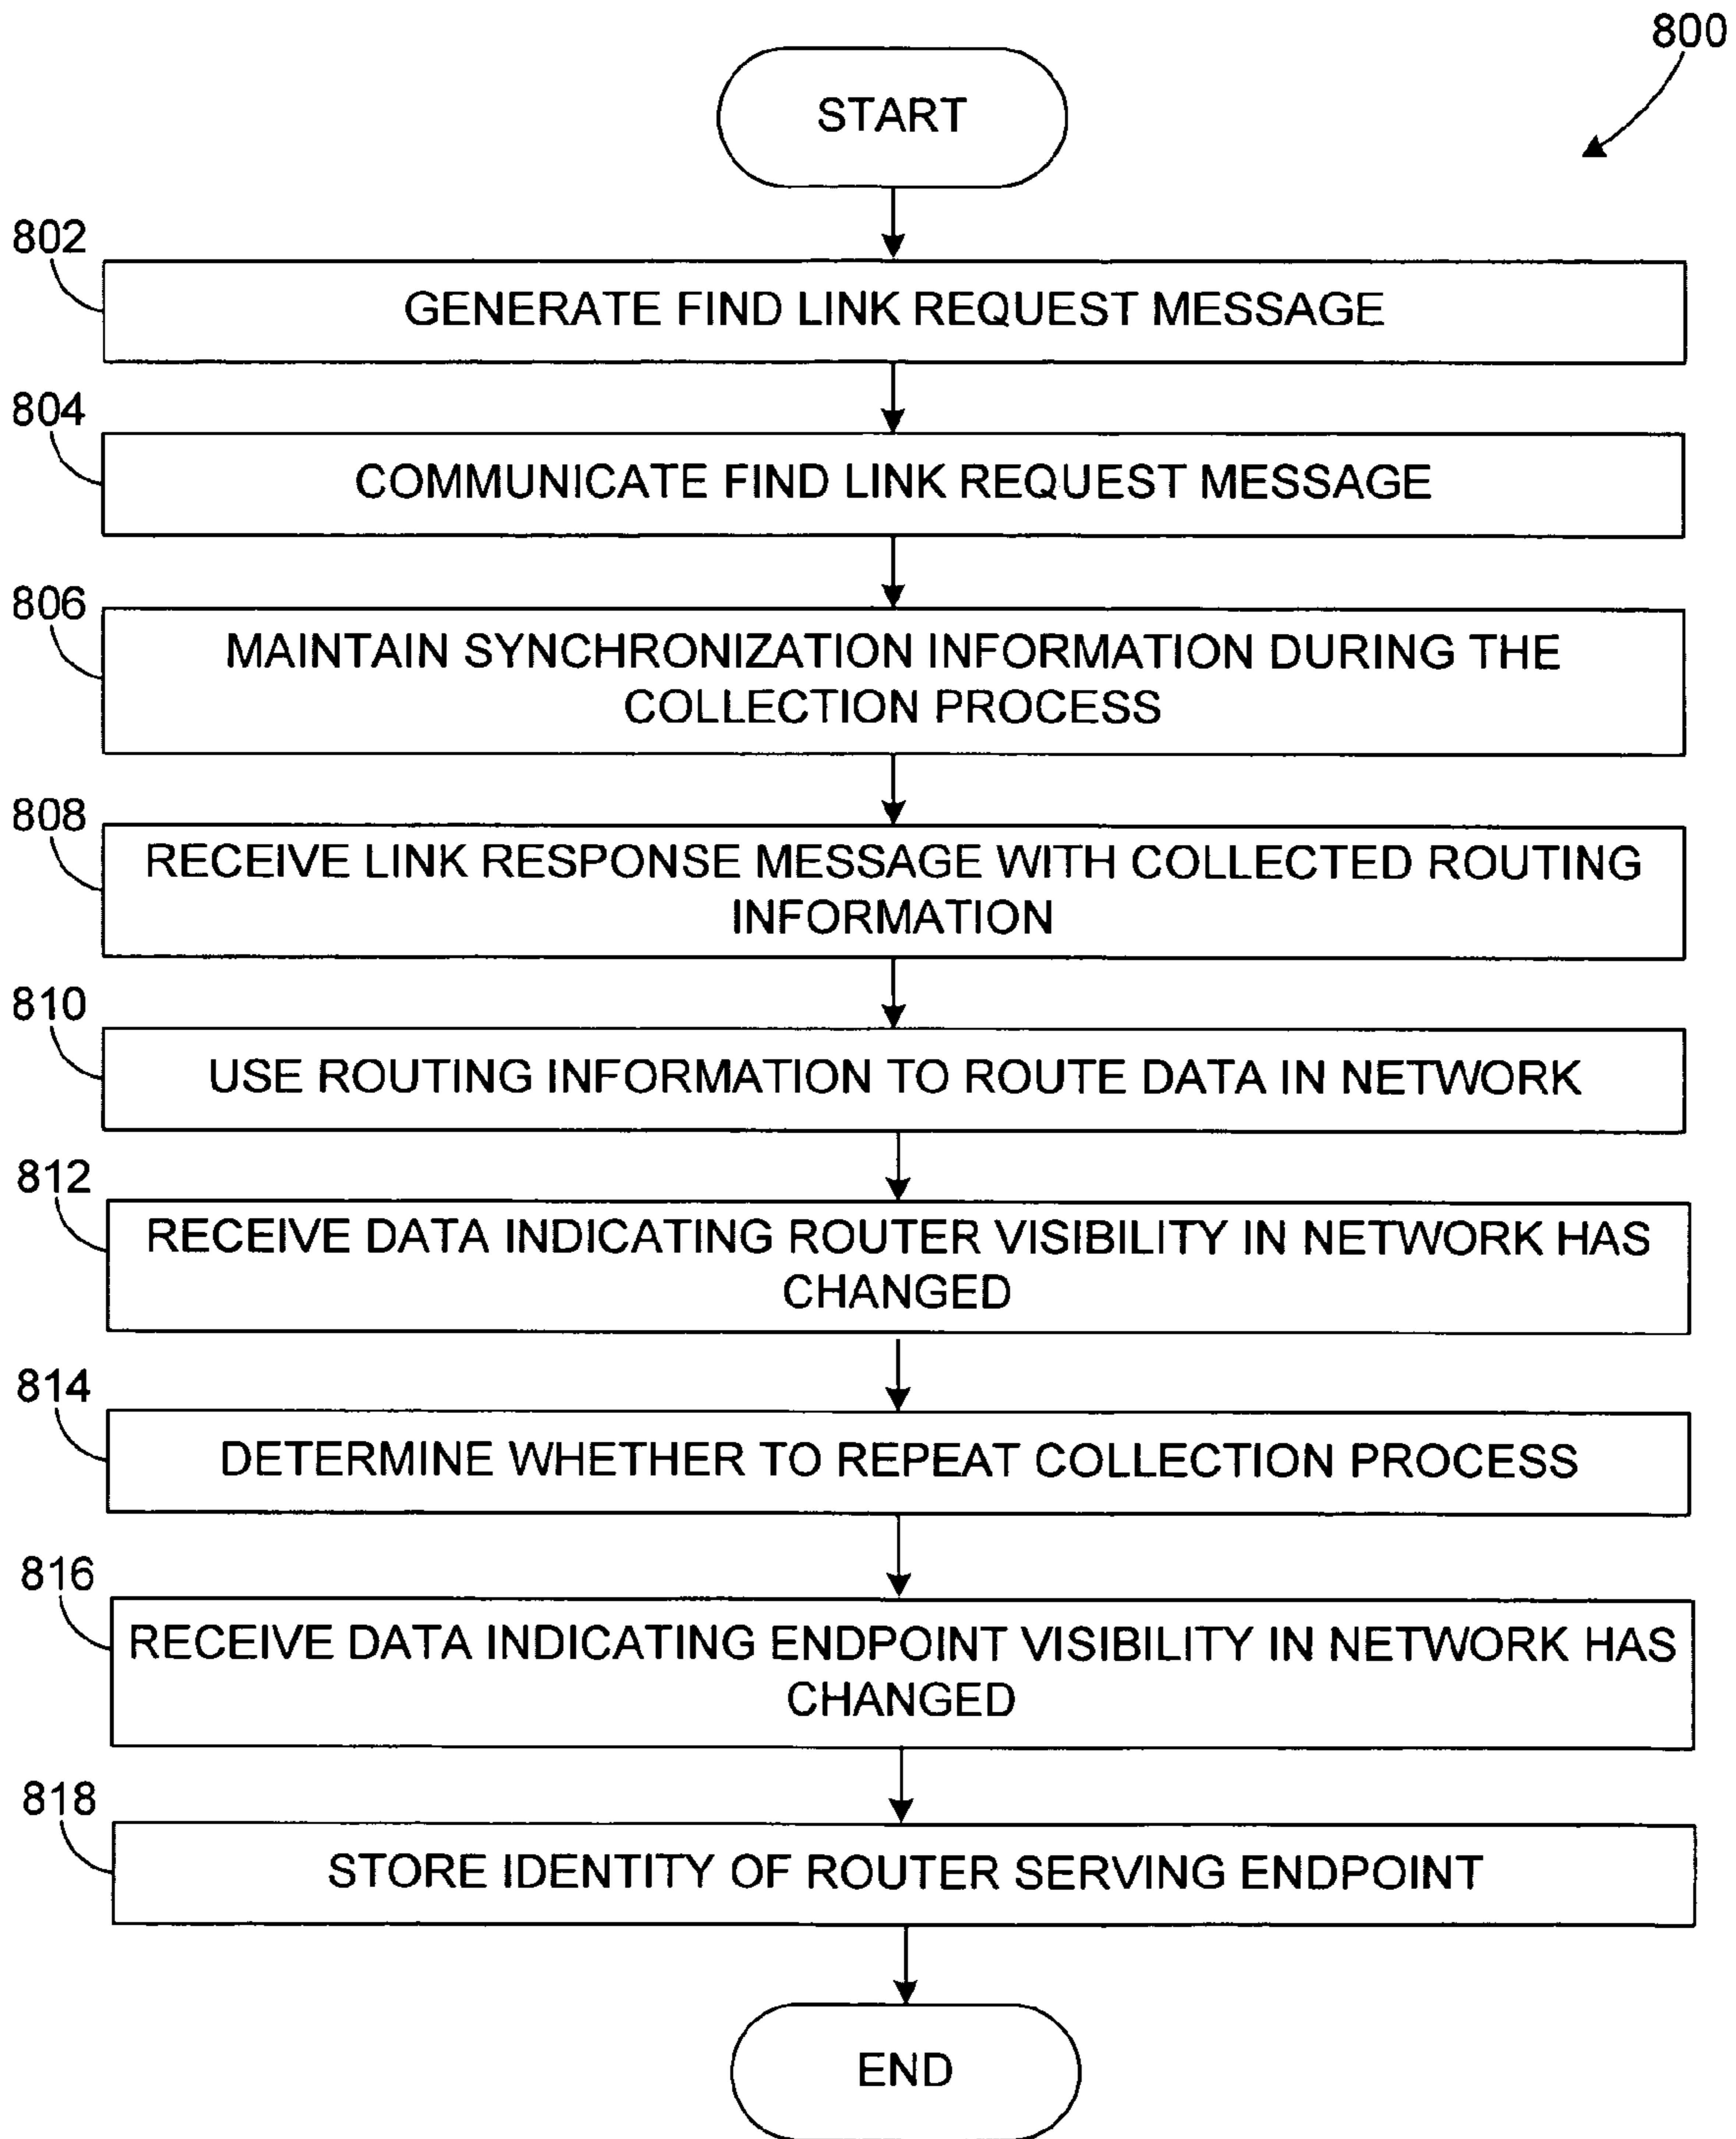 800
START
802
GENERATE FIND LINK REQUEST MESSAGE
804
COMMUNICATE FIND LINK REQUEST MESSAGE
806
MAINTAIN SYNCHRONIZATION INFORMATION DURING THE
COLLECTION PROCESS
808
RECEIVE LINK RESPONSE MESSAGE WITH COLLECTED ROUTING
INFORMATION
810
USE ROUTING INFORMATION TO ROUTE DATA IN NETWORK
812
RECEIVE DATA INDICATING ROUTER VISIBILITY IN NETWORK HAS
CHANGED
814
DETERMINE WHETHER TO REPEAT COLLECTION PROCESS
816
RECEIVE DATA INDICATING ENDPOINT VISIBILITY IN NETWORK HAS
CHANGED
818
STORE IDENTITY OF ROUTER SERVING ENDPOINT
END